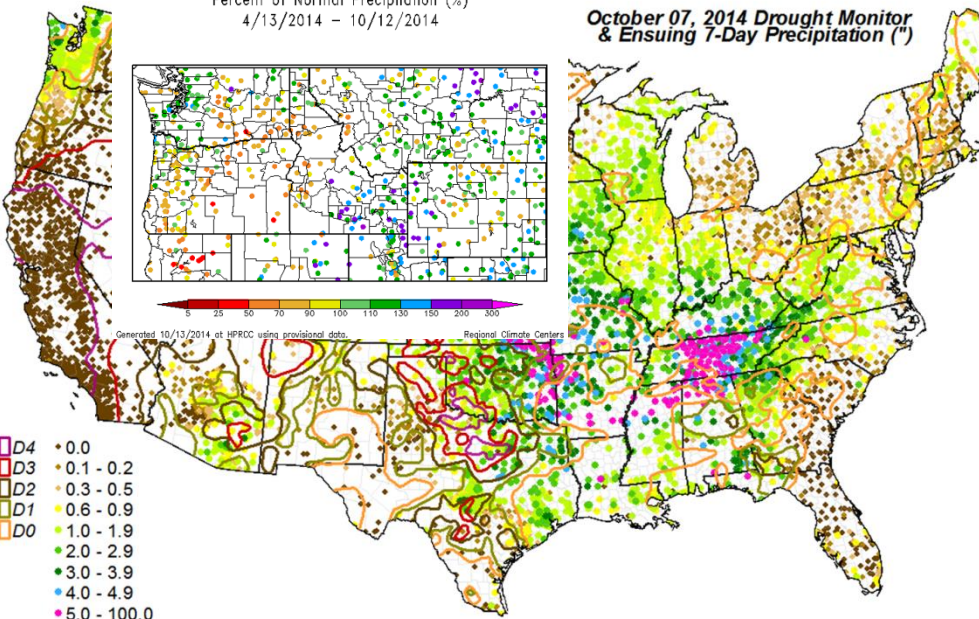 Percent of Normal Precipitation (%)
4/13/2014 – 10/12/2014
October 07, 2014 Drought Monitor
& Ensuing 7-Day Precipitation (")
5 25 50 70 90 100 110 130 150 200 300
Generated 10/13/2014 at HPRCC using provisional data.
Regional Climate Centers
D4
D3
D2
D1
D0
0.0
0.1 - 0.2
0.3 - 0.5
0.6 - 0.9
1.0 - 1.9
2.0 - 2.9
3.0 - 3.9
4.0 - 4.9
5.0 - 100.0